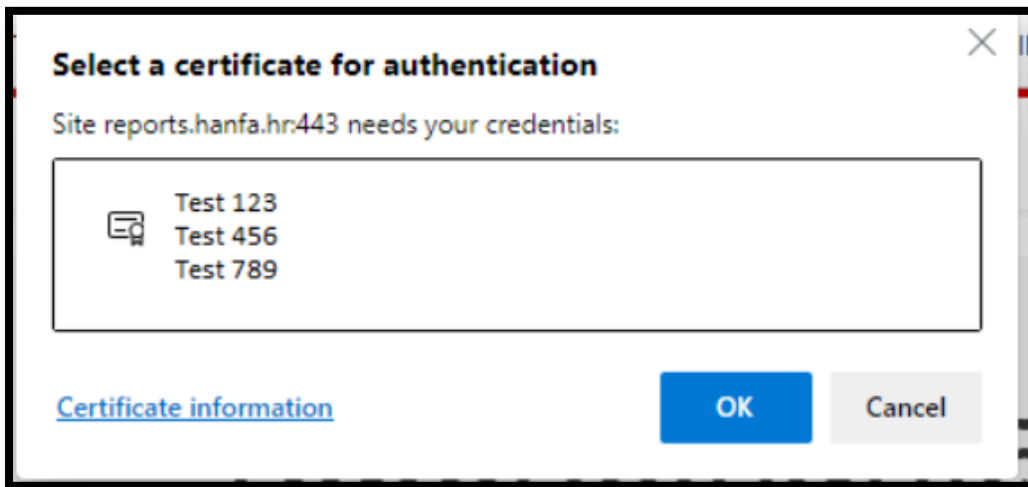 Select a certificate for authentication
Site reports.hanfa.hr:443 needs your credentials:
Test 123
Test 456
Test 789
Certificate information
OK
Cancel